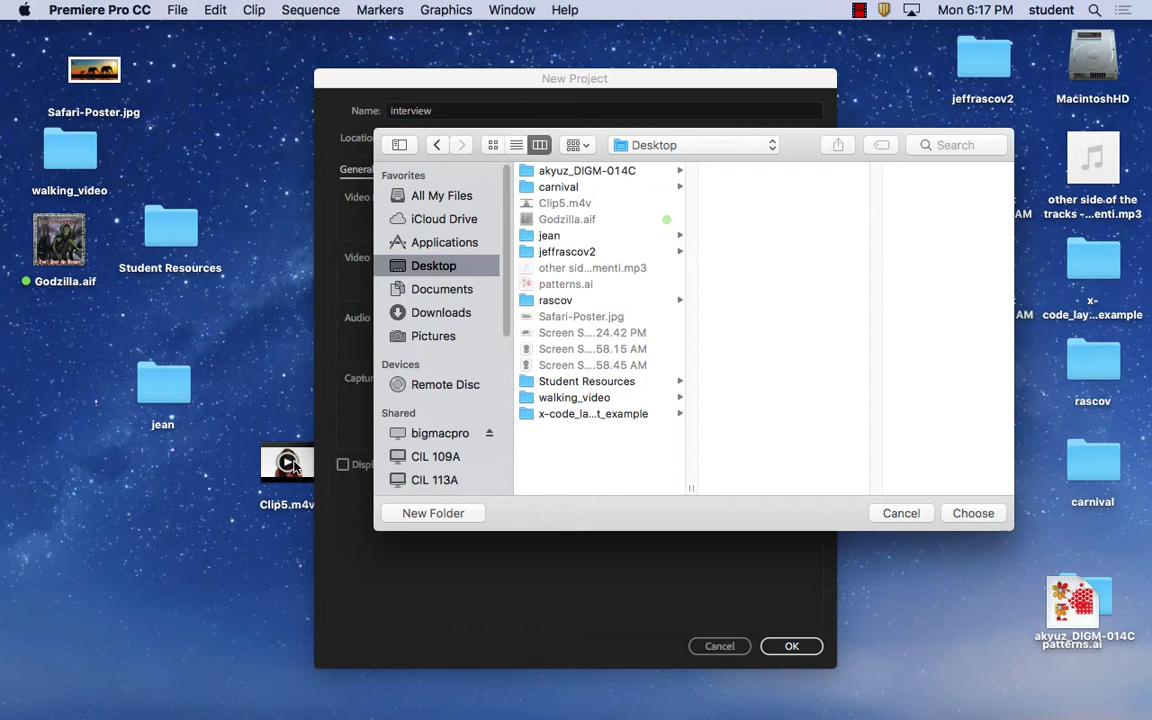 Premiere Pro CC File Edit Clip Sequence Markers Graphics Window Help Mon 6:17 PM student
Safari-Poster.jpg
walking_video
Godzilla.aif
Student Resources
jean
Clip5.m4v
New Project
Name: interview
Locatio
General
Video
Video
Audio
Captur
Displ
Desktop
Search
Favorites
All My Files
iCloud Drive
Applications
Desktop
Documents
Downloads
Pictures
Devices
Remote Disc
Shared
bigmacpro
CIL 109A
CIL 113A
akyuz_DIGM-014C
carnival
Clip5.m4v
Godzilla.aif
jean
jeffrascov2
other sid...menti.mp3
patterns.ai
rascov
Safari-Poster.jpg
Screen S....24.42 PM
Screen S....58.15 AM
Screen S....58.45 AM
Student Resources
walking_video
x-code_la...t_example
New Folder
Cancel
Choose
Cancel
OK
jeffrascov2
MacintoshHD
other side of the
AM tracks -...enti.mp3
x-
AM code_lay...example
rascov
carnival
akyuz_DIGM-014C
patterns.ai